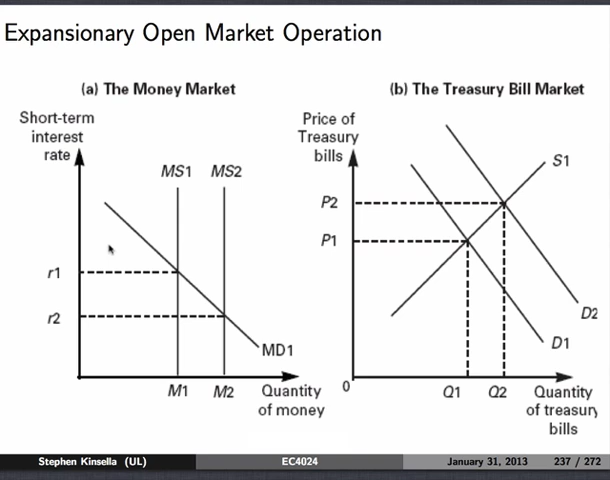 Expansionary Open Market Operation
(a) The Money Market
Short-term
interest
rate
MS1 MS2
r1
r2
MD1
M1 M2 Quantity
of money
(b) The Treasury Bill Market
Price of
Treasury
bills
S1
P2
P1
D2
D1
0
Q1 Q2 Quantity
of treasury
bills
Stephen Kinsella (UL) EC4024 January 31, 2013 237 / 272